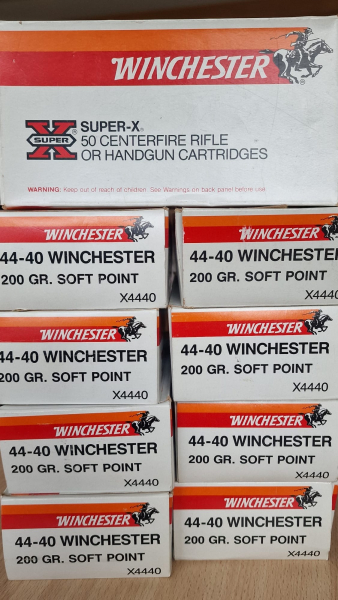 WINCHESTER
X SUPER
SUPER-X®
50 CENTERFIRE RIFLE
OR HANDGUN CARTRIDGES
WARNING: Keep out of reach of children. See Warnings on back panel before use.
WINCHESTER
44-40 WINCHESTER
200 GR. SOFT POINT
X4440
WINCHESTER
44-40 WINCHESTER
200 GR. SOFT POINT
X4440
WINCHESTER
44-40 WINCHESTER
200 GR. SOFT POINT
X4440
WINCHESTER
44-40 WINCHESTER
200 GR. SOFT POINT
X4440
WINCHESTER
44-40 WINCHESTER
200 GR. SOFT POINT
X4440
WINCHESTER
44-40 WINCHESTER
200 GR. SOFT POINT
X4440
WINCHESTER
44-40 WINCHESTER
200 GR. SOFT POINT
X4440
WINCHESTER
44-40 WINCHESTER
200 GR. SOFT POINT
X4440